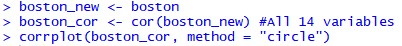 > boston_new <- boston
> boston_cor <- cor(boston_new) #All 14 variables
> corrplot(boston_cor, method = "circle")